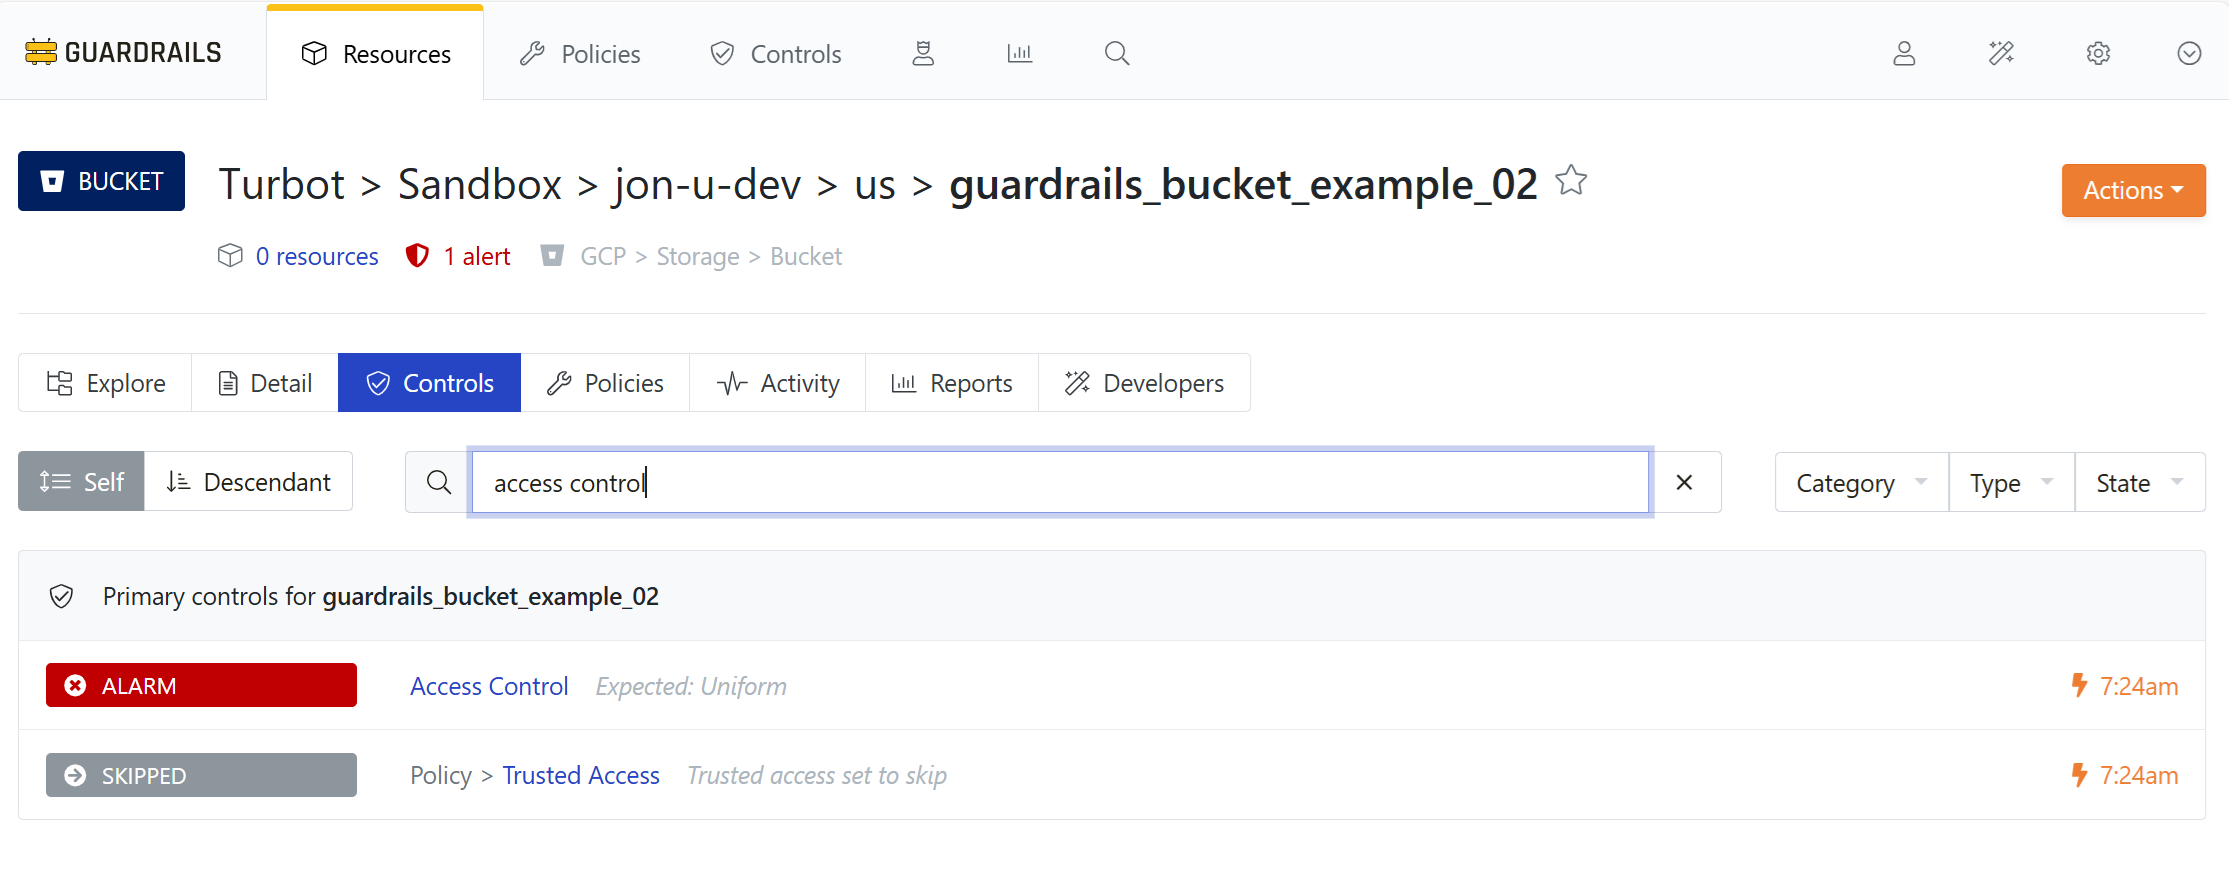 GUARDRAILS Resources Policies Controls
BUCKET Turbot > Sandbox > jon-u-dev > us > guardrails_bucket_example_02 Actions
0 resources 1 alert GCP > Storage > Bucket
Explore Detail Controls Policies Activity Reports Developers
Self Descendant access control Category Type State
Primary controls for guardrails_bucket_example_02
ALARM Access Control Expected: Uniform 7:24am
SKIPPED Policy > Trusted Access Trusted access set to skip 7:24am